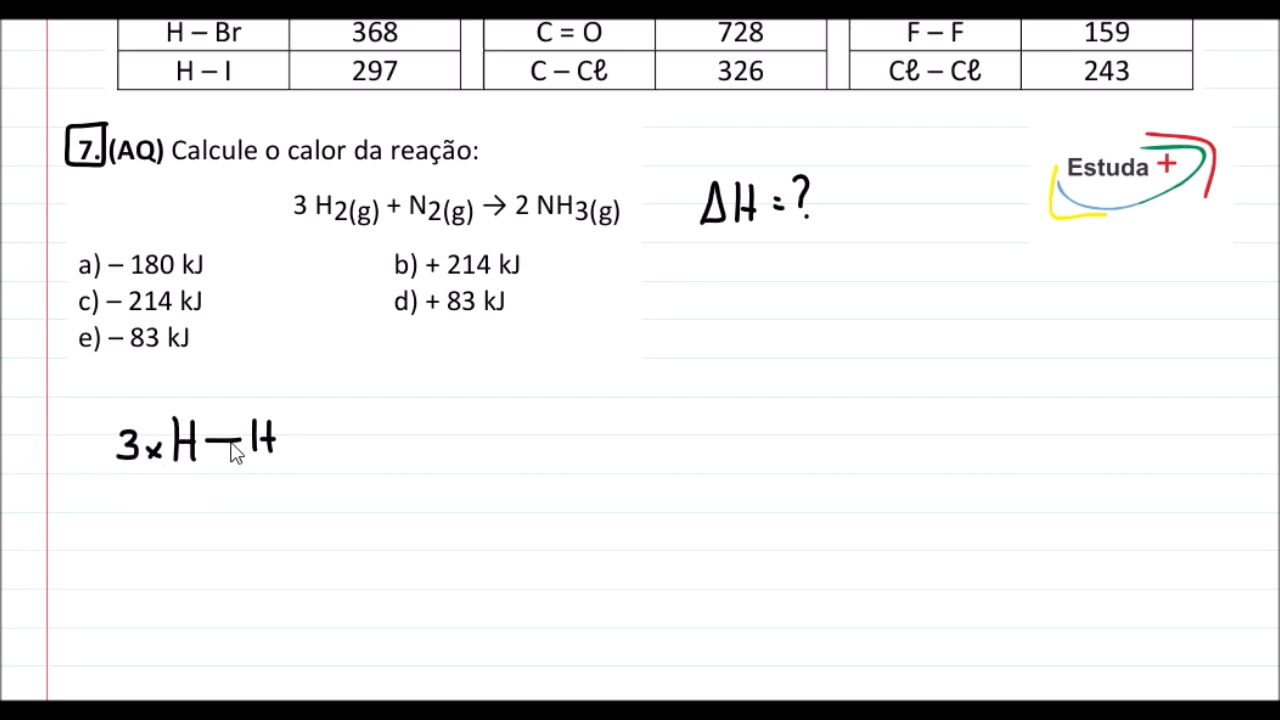 H – Br 368 C = O 728 F – F 159
H – I 297 C – Cℓ 326 Cℓ – Cℓ 243
7. (AQ) Calcule o calor da reação:
3 H2(g) + N2(g) → 2 NH3(g)
ΔH = ?
Estuda +
a) – 180 kJ b) + 214 kJ
c) – 214 kJ d) + 83 kJ
e) – 83 kJ
3 x H – H